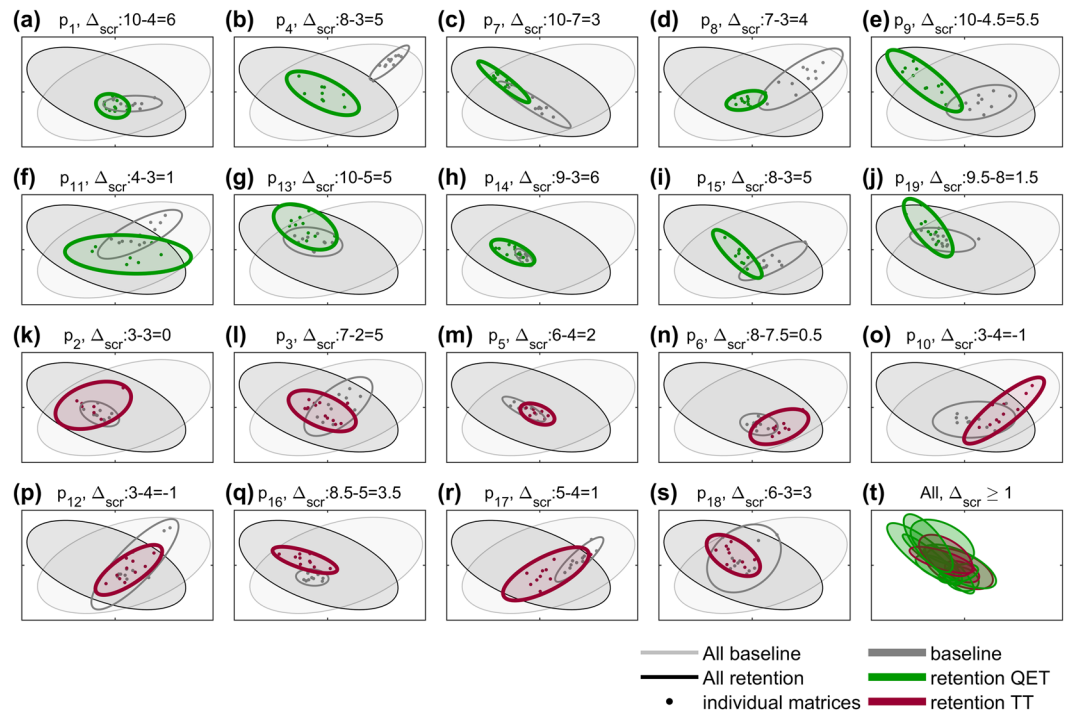 (a) p1, Δscr:10-4=6
(b) p4, Δscr:8-3=5
(c) p7, Δscr:10-7=3
(d) p8, Δscr:7-3=4
(e) p9, Δscr:10-4.5=5.5
(f) p11, Δscr:4-3=1
(g) p13, Δscr:10-5=5
(h) p14, Δscr:9-3=6
(i) p15, Δscr:8-3=5
(j) p19, Δscr:9.5-8=1.5
(k) p2, Δscr:3-3=0
(l) p3, Δscr:7-2=5
(m) p5, Δscr:6-4=2
(n) p6, Δscr:8-7.5=0.5
(o) p10, Δscr:3-4=-1
(p) p12, Δscr:3-4=-1
(q) p16, Δscr:8.5-5=3.5
(r) p17, Δscr:5-4=1
(s) p18, Δscr:6-3=3
(t) All, Δscr ≥ 1
All baseline
All retention
individual matrices
baseline
retention QET
retention TT